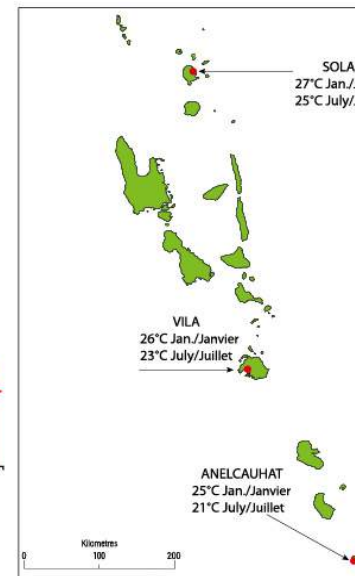 SOLA
27°C Jan./
25°C July/
VILA
26°C Jan./Janvier
23°C July/Juillet
ANELCAUHAT
25°C Jan./Janvier
21°C July/Juillet
Kilometres
0 100 200